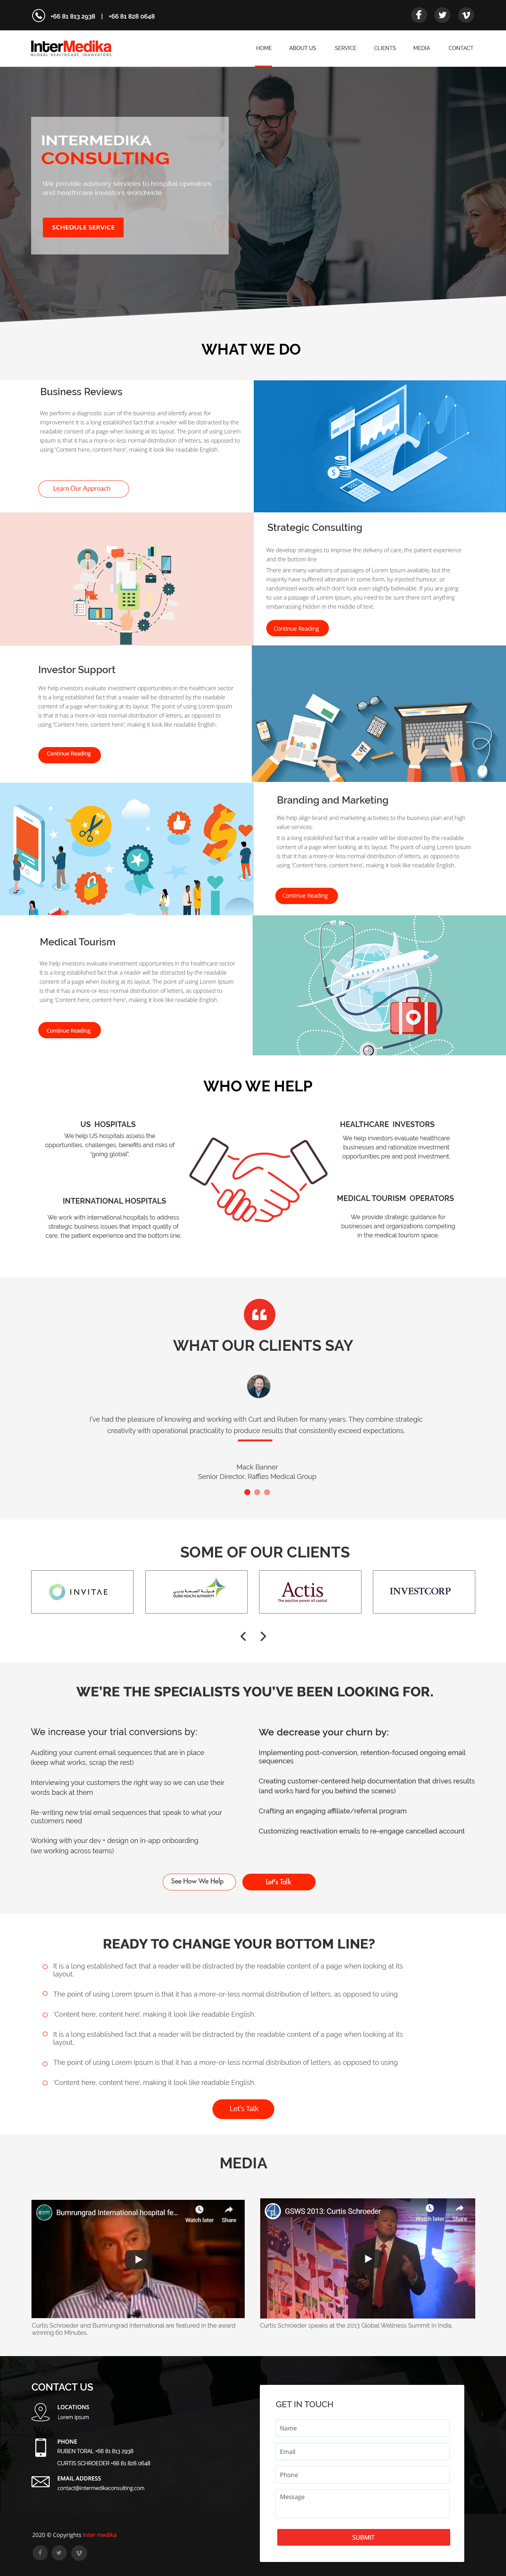 +66 81 813 2938 | +66 81 828 0648
InterMedika
GLOBAL HEALTHCARE INNOVATORS
HOME ABOUT US SERVICE CLIENTS MEDIA CONTACT
INTERMEDIKA
CONSULTING
We provide advisory services to hospital operators
and healthcare investors worldwide
SCHEDULE SERVICE
WHAT WE DO
Business Reviews
We perform a diagnostic scan of the business and identify areas for
improvement It is a long established fact that a reader will be distracted by the
readable content of a page when looking at its layout. The point of using Lorem
Ipsum is that it has a more-or-less normal distribution of letters, as opposed to
using 'Content here, content here', making it look like readable English.
Learn Our Approach
Strategic Consulting
We develop strategies to improve the delivery of care, the patient experience
and the bottom line
There are many variations of passages of Lorem Ipsum available, but the
majority have suffered alteration in some form, by injected humour, or
randomised words which don't look even slightly believable. If you are going
to use a passage of Lorem Ipsum, you need to be sure there isn't anything
embarrassing hidden in the middle of text.
Continue Reading
Investor Support
We help investors evaluate investment opportunities in the healthcare sector
It is a long established fact that a reader will be distracted by the readable
content of a page when looking at its layout. The point of using Lorem Ipsum
is that it has a more-or-less normal distribution of letters, as opposed to
using 'Content here, content here', making it look like readable English.
Continue Reading
Branding and Marketing
We help align brand and marketing activities to the business plan and high
value services.
It is a long established fact that a reader will be distracted by the readable
content of a page when looking at its layout. The point of using Lorem Ipsum
is that it has a more-or-less normal distribution of letters, as opposed to
using 'Content here, content here', making it look like readable English.
Continue Reading
Medical Tourism
We help investors evaluate investment opportunities in the healthcare sector
It is a long established fact that a reader will be distracted by the readable
content of a page when looking at its layout. The point of using Lorem Ipsum
is that it has a more-or-less normal distribution of letters, as opposed to
using 'Content here, content here', making it look like readable English.
Continue Reading
WHO WE HELP
US HOSPITALS
We help US hospitals assess the
opportunities, challenges, benefits and risks of
"going global".
HEALTHCARE INVESTORS
We help investors evaluate healthcare
businesses and rationalize investment
opportunities pre and post investment.
INTERNATIONAL HOSPITALS
We work with international hospitals to address
strategic business issues that impact quality of
care, the patient experience and the bottom line.
MEDICAL TOURISM OPERATORS
We provide strategic guidance for
businesses and organizations competing
in the medical tourism space.
WHAT OUR CLIENTS SAY
I've had the pleasure of knowing and working with Curt and Ruben for many years. They combine strategic
creativity with operational practicality to produce results that consistently exceed expectations.
Mack Banner
Senior Director, Raffles Medical Group
SOME OF OUR CLIENTS
INVITAE
DUBAI HEALTH AUTHORITY
Actis
The positive power of capital
INVESTCORP
WE'RE THE SPECIALISTS YOU'VE BEEN LOOKING FOR.
We increase your trial conversions by:
Auditing your current email sequences that are in place
(keep what works, scrap the rest)
Interviewing your customers the right way so we can use their
words back at them
Re-writing new trial email sequences that speak to what your
customers need
Working with your dev + design on in-app onboarding
(we working across teams)
We decrease your churn by:
Implementing post-conversion, retention-focused ongoing email
sequences
Creating customer-centered help documentation that drives results
(and works hard for you behind the scenes)
Crafting an engaging affiliate/referral program
Customizing reactivation emails to re-engage cancelled account
See How We Help
Let's Talk
READY TO CHANGE YOUR BOTTOM LINE?
It is a long established fact that a reader will be distracted by the readable content of a page when looking at its
layout.
The point of using Lorem Ipsum is that it has a more-or-less normal distribution of letters, as opposed to using
'Content here, content here', making it look like readable English.
It is a long established fact that a reader will be distracted by the readable content of a page when looking at its
layout.
The point of using Lorem Ipsum is that it has a more-or-less normal distribution of letters, as opposed to using
'Content here, content here', making it look like readable English.
Let's Talk
MEDIA
Bumrungrad International hospital fe...
Watch later Share
Curtis Schroeder and Bumrungrad International are featured in the award
winning 60 Minutes.
GSWS 2013: Curtis Schroeder
Watch later Share
Curtis Schroeder speaks at the 2013 Global Wellness Summit in India.
CONTACT US
LOCATIONS
Lorem Ipsum
PHONE
RUBEN TORAL +66 81 813 2938
CURTIS SCHROEDER +66 81 828 0648
EMAIL ADDRESS
contact@intermedikaconsulting.com
2020 © Copyrights Inter medika
GET IN TOUCH
Name
Email
Phone
Message
SUBMIT